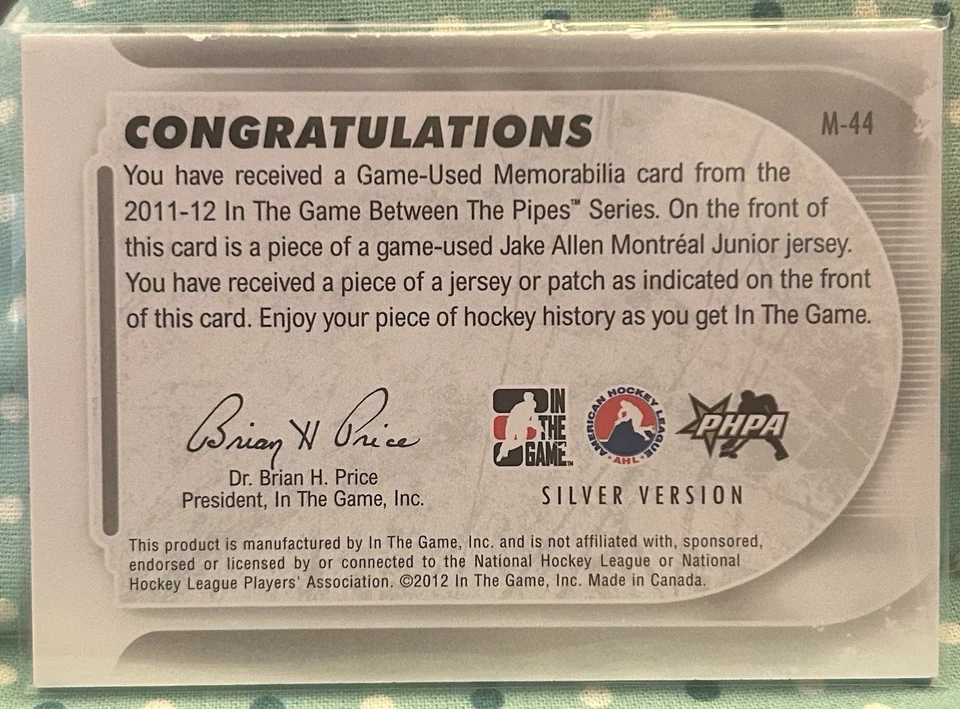 M-44
CONGRATULATIONS
You have received a Game-Used Memorabilia card from the
2011-12 In The Game Between The Pipes™ Series. On the front of
this card is a piece of a game-used Jake Allen Montréal Junior jersey.
You have received a piece of a jersey or patch as indicated on the front
of this card. Enjoy your piece of hockey history as you get In The Game.
Brian H Price
Dr. Brian H. Price
President, In The Game, Inc.
IN
THE
GAME™
AMERICAN HOCKEY LEAGUE
AHL
PHPA
SILVER VERSION
This product is manufactured by In The Game, Inc. and is not affiliated with, sponsored,
endorsed or licensed by or connected to the National Hockey League or National
Hockey League Players' Association. ©2012 In The Game, Inc. Made in Canada.